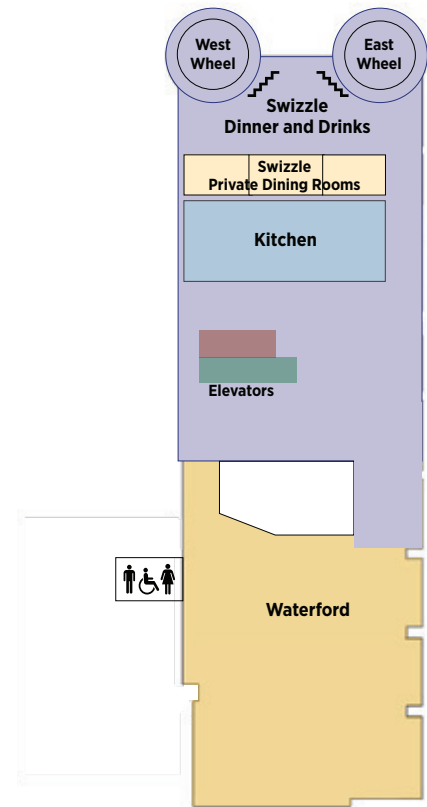 West
Wheel
East
Wheel
Swizzle
Dinner and Drinks
Swizzle
Private Dining Rooms
Kitchen
Elevators
Waterford